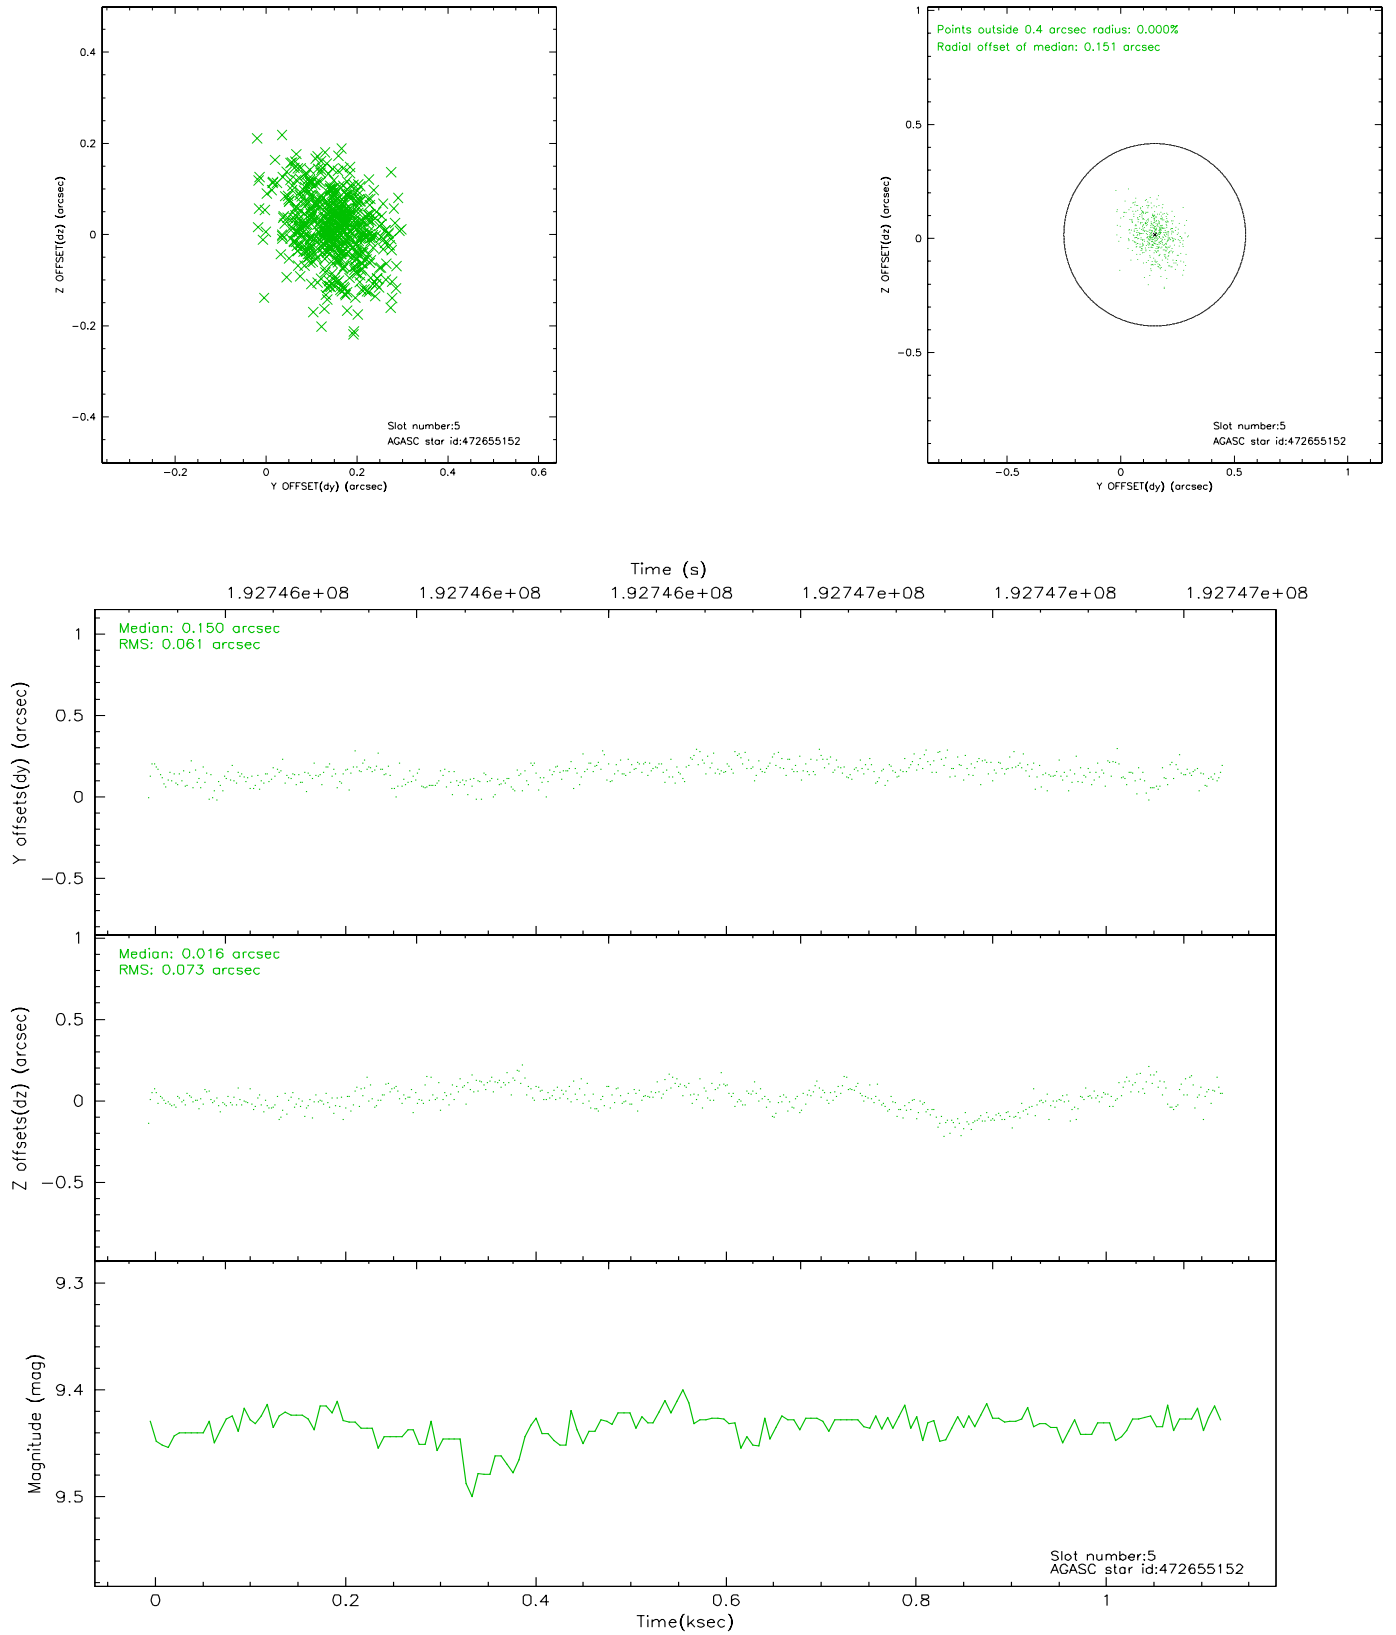 0.4
0.2
0
−0.2
−0.4
Z OFFSET(dz) (arcsec)
Slot number:5
AGASC star id:472655152
−0.2 0 0.2 0.4 0.6
Y OFFSET(dy) (arcsec)
Points outside 0.4 arcsec radius: 0.000%
Radial offset of median: 0.151 arcsec
1
0.5
0
−0.5
Z OFFSET(dz) (arcsec)
Slot number:5
AGASC star id:472655152
−0.5 0 0.5 1
Y OFFSET(dy) (arcsec)
Time (s)
1.92746e+08 1.92746e+08 1.92746e+08 1.92747e+08 1.92747e+08 1.92747e+08
Median: 0.150 arcsec
RMS: 0.061 arcsec
1
0.5
0
−0.5
Y offsets(dy) (arcsec)
Median: 0.016 arcsec
RMS: 0.073 arcsec
1
0.5
0
−0.5
Z offsets(dz) (arcsec)
9.3
9.4
9.5
Magnitude (mag)
Slot number:5
AGASC star id:472655152
0 0.2 0.4 0.6 0.8 1
Time(ksec)